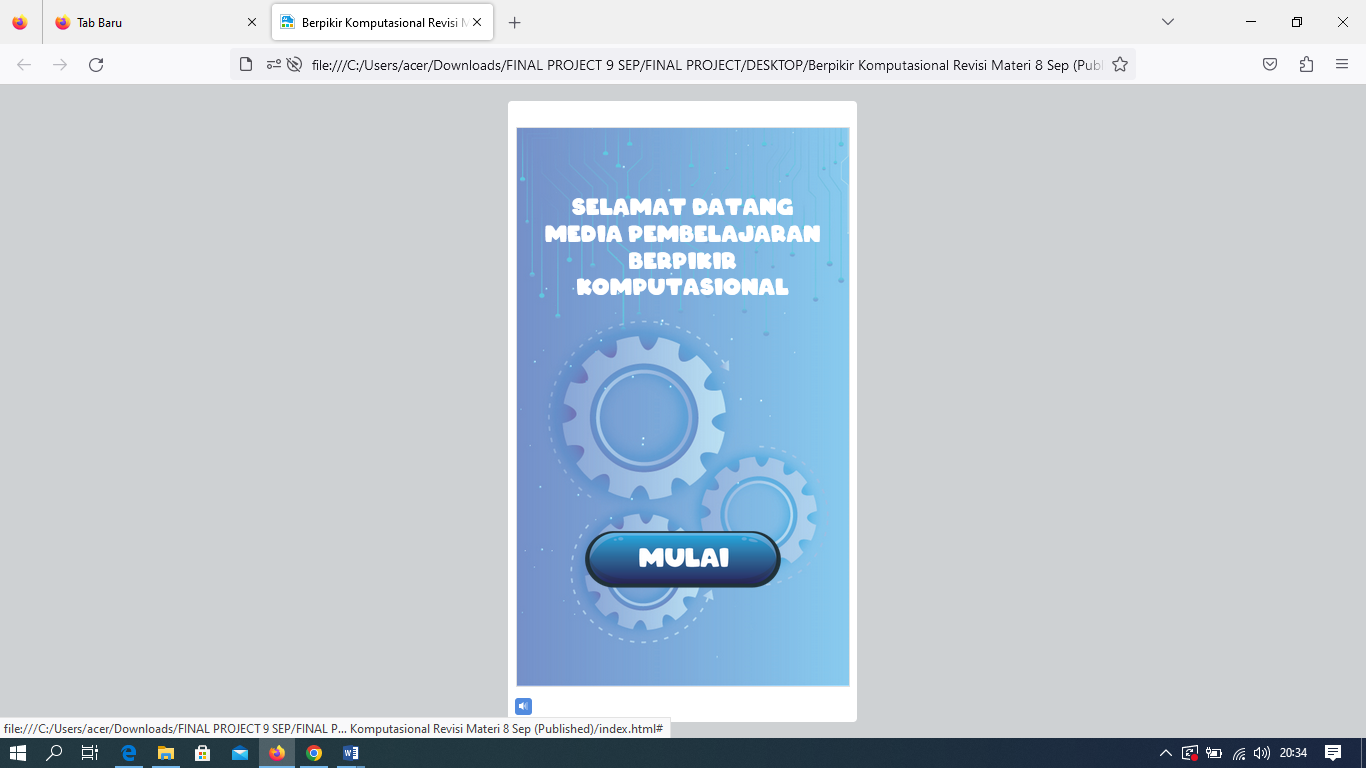 Tab Baru
Berpikir Komputasional Revisi M
file:///C:/Users/acer/Downloads/FINAL PROJECT 9 SEP/FINAL PROJECT/DESKTOP/Berpikir Komputasional Revisi Materi 8 Sep (Publ
SELAMAT DATANG
MEDIA PEMBELAJARAN
BERPIKIR
KOMPUTASIONAL
MULAI
file:///C:/Users/acer/Downloads/FINAL PROJECT 9 SEP/FINAL P... Komputasional Revisi Materi 8 Sep (Published)/index.html#
20:34